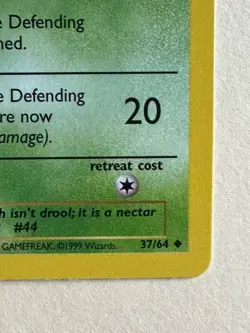 e Defending
ned.
e Defending
re now
amage).
20
retreat cost
h isn't drool; it is a nectar
#44
GAMEFREAK. ©1999 Wizards. 37/64 ◆